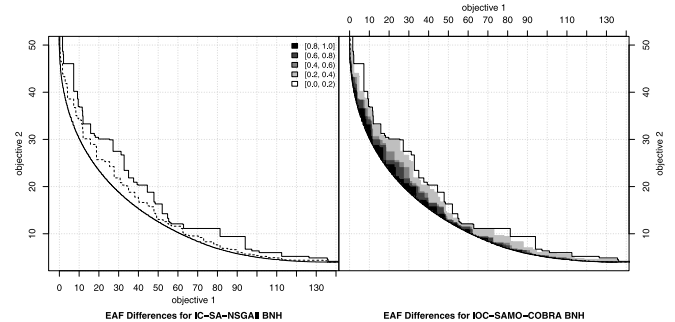 objective 1
0 10 20 30 40 50 60 70 90 110 130
50
40
30
20
10
objective 2
[0.8, 1.0]
[0.6, 0.8)
[0.4, 0.6)
[0.2, 0.4)
[0.0, 0.2)
50
40
30
20
10
objective 2
0 10 20 30 40 50 60 70 90 110 130
objective 1
EAF Differences for IC-SA-NSGAII BNH
EAF Differences for IOC-SAMO-COBRA BNH